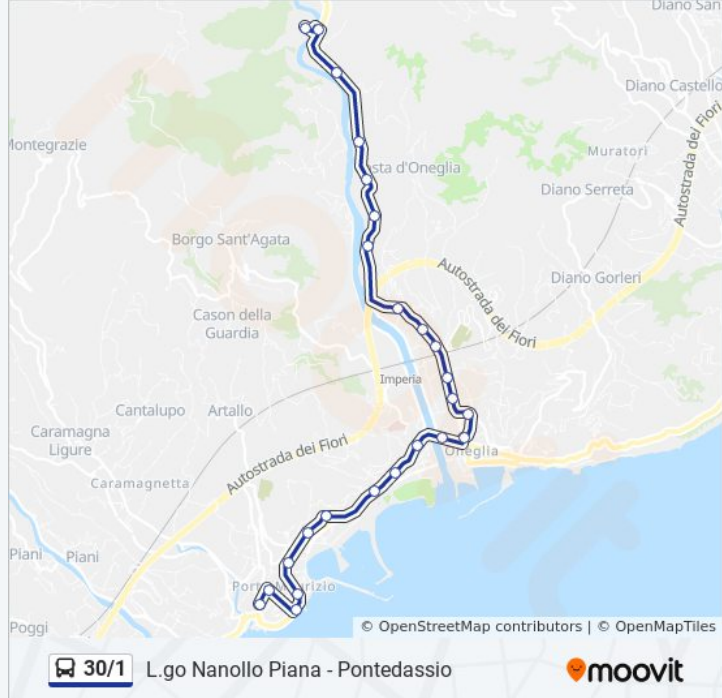 Diano San
Diano Castello
Montegrazie
Muratori
Costa d'Oneglia
Diano Serreta
Autostrada dei Fiori
Borgo Sant'Agata
Autostrada dei Fiori
Diano Gorleri
Cason della
Guardia
Imperia
Cantalupo
Artallo
Caramagna
Ligure
Autostrada dei Fiori
Oneglia
Caramagnetta
Piani
Piani
Porto Maurizio
Poggi
© OpenStreetMap contributors | © OpenMapTiles
30/1 L.go Nanollo Piana - Pontedassio
moovit